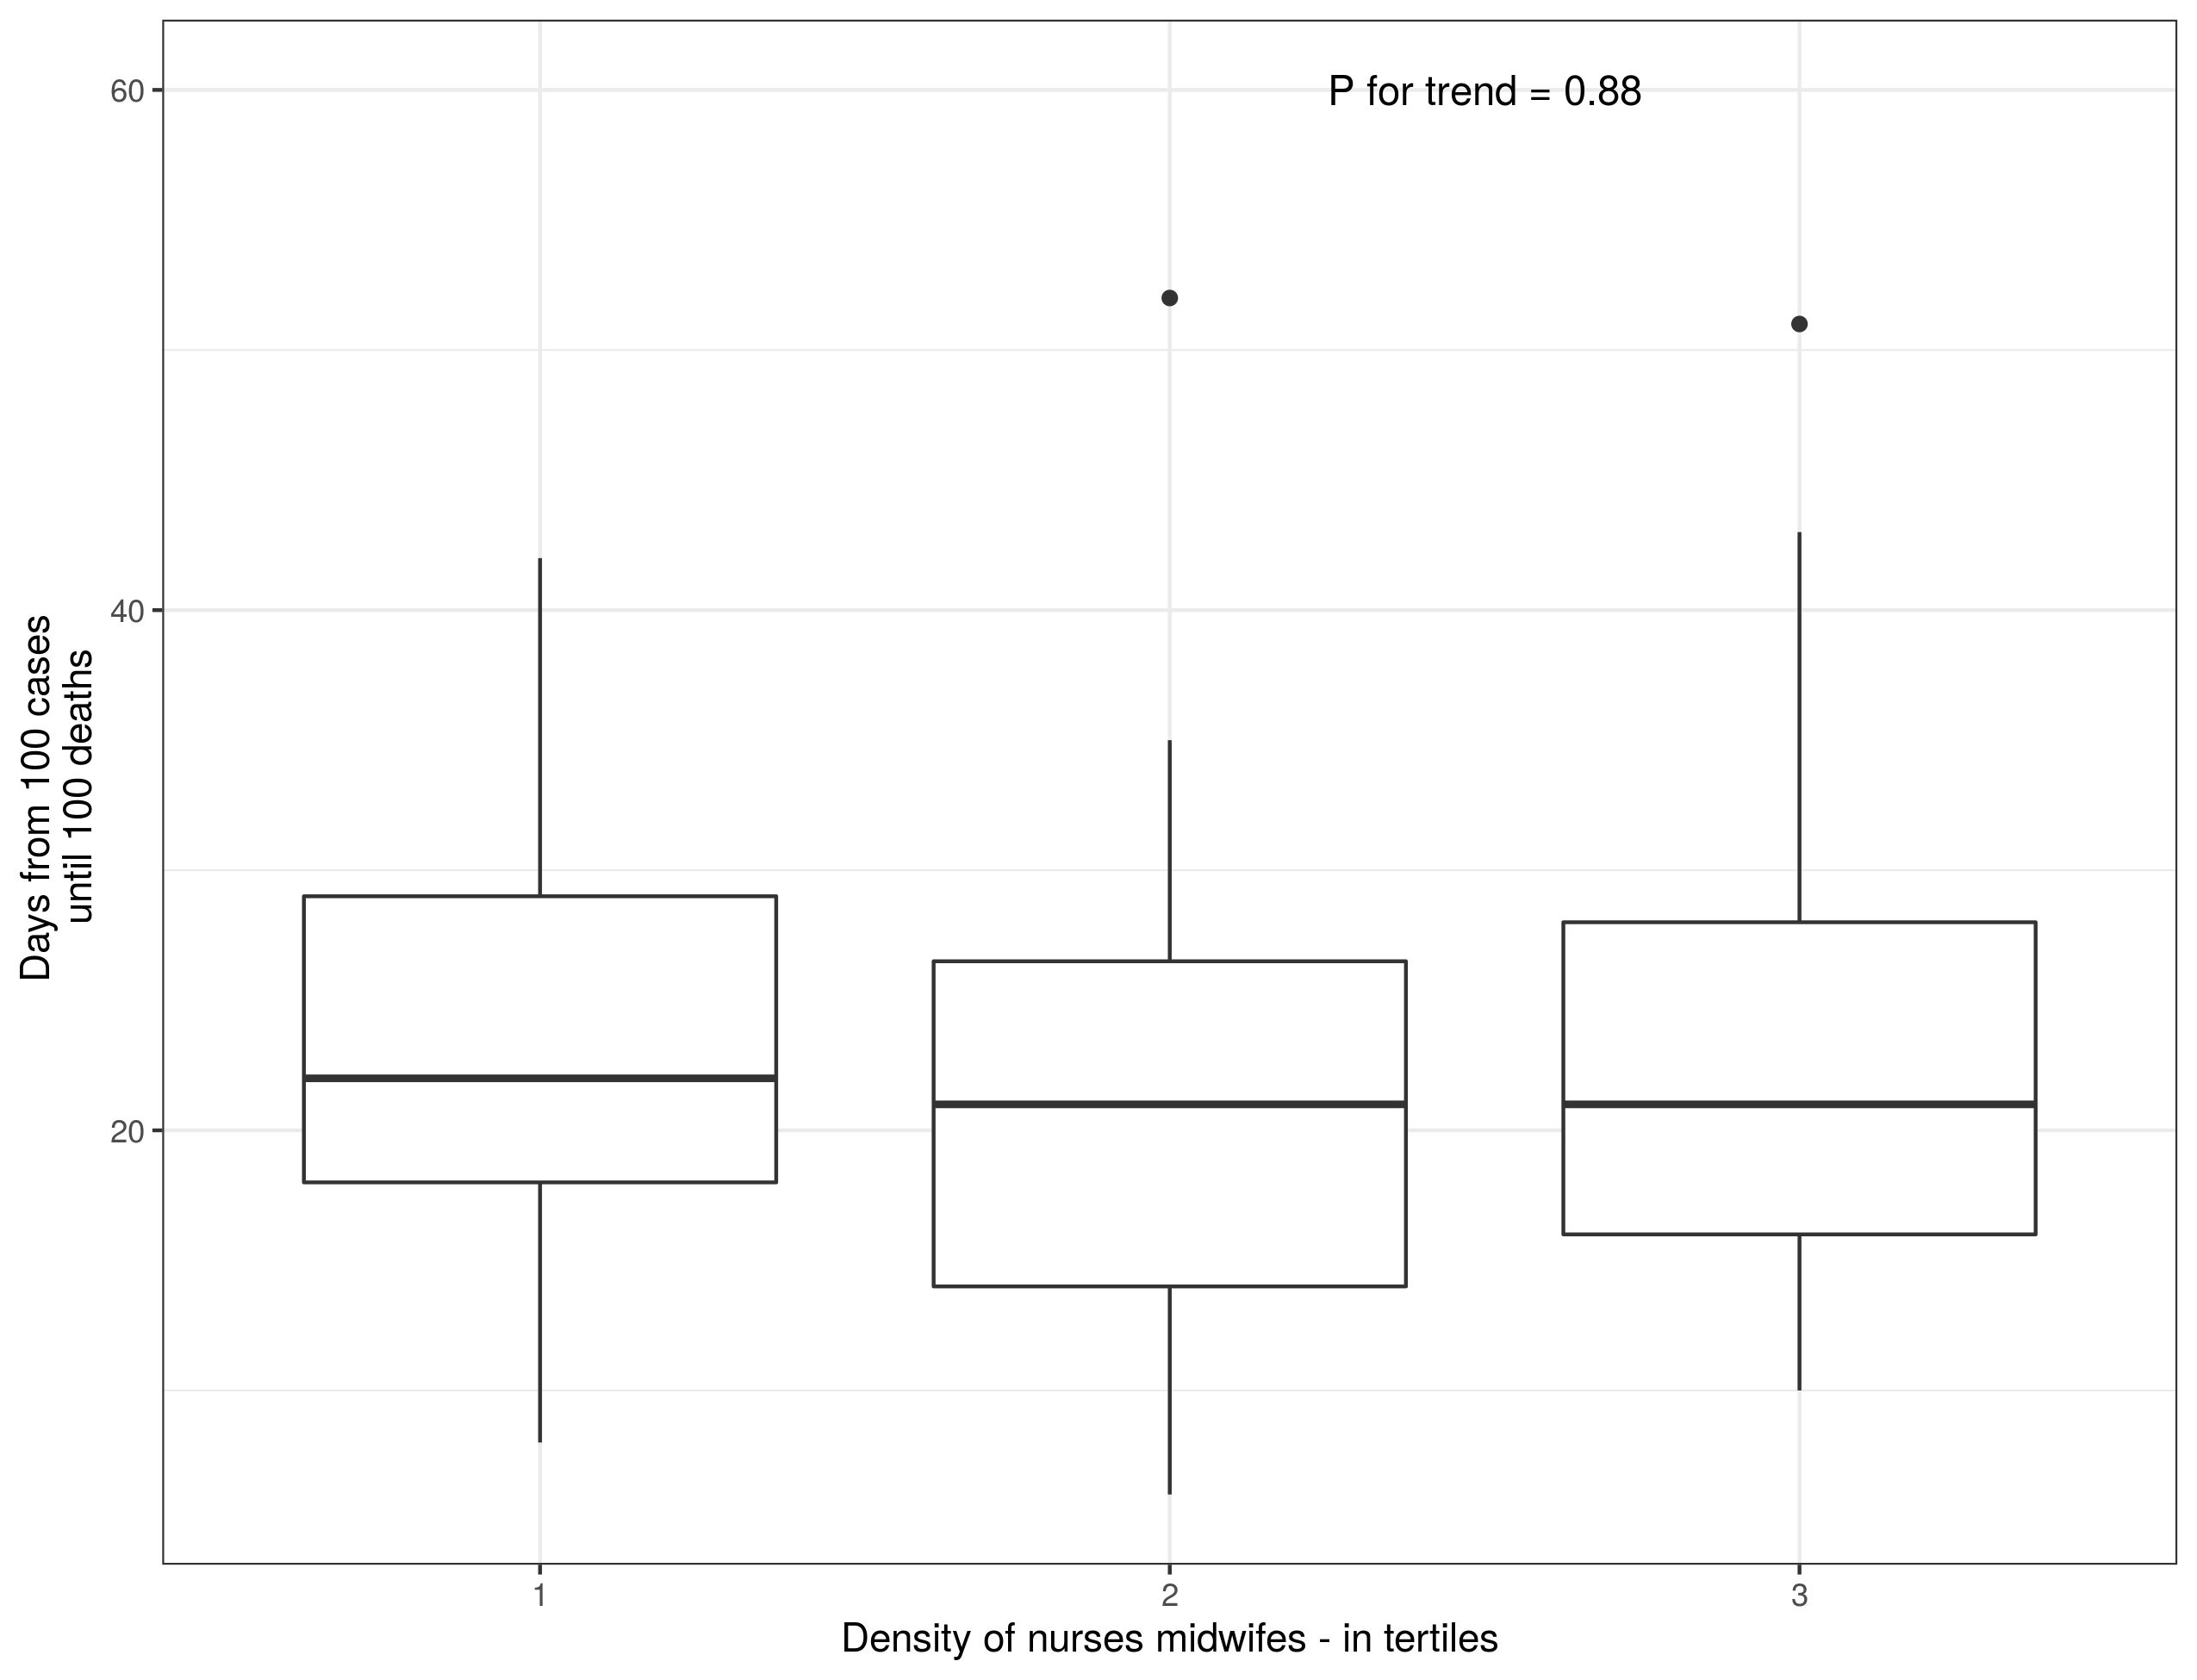 P for trend = 0.88
60
40
20
Days from 100 cases
until 100 deaths
1
2
3
Density of nurses midwifes - in tertiles